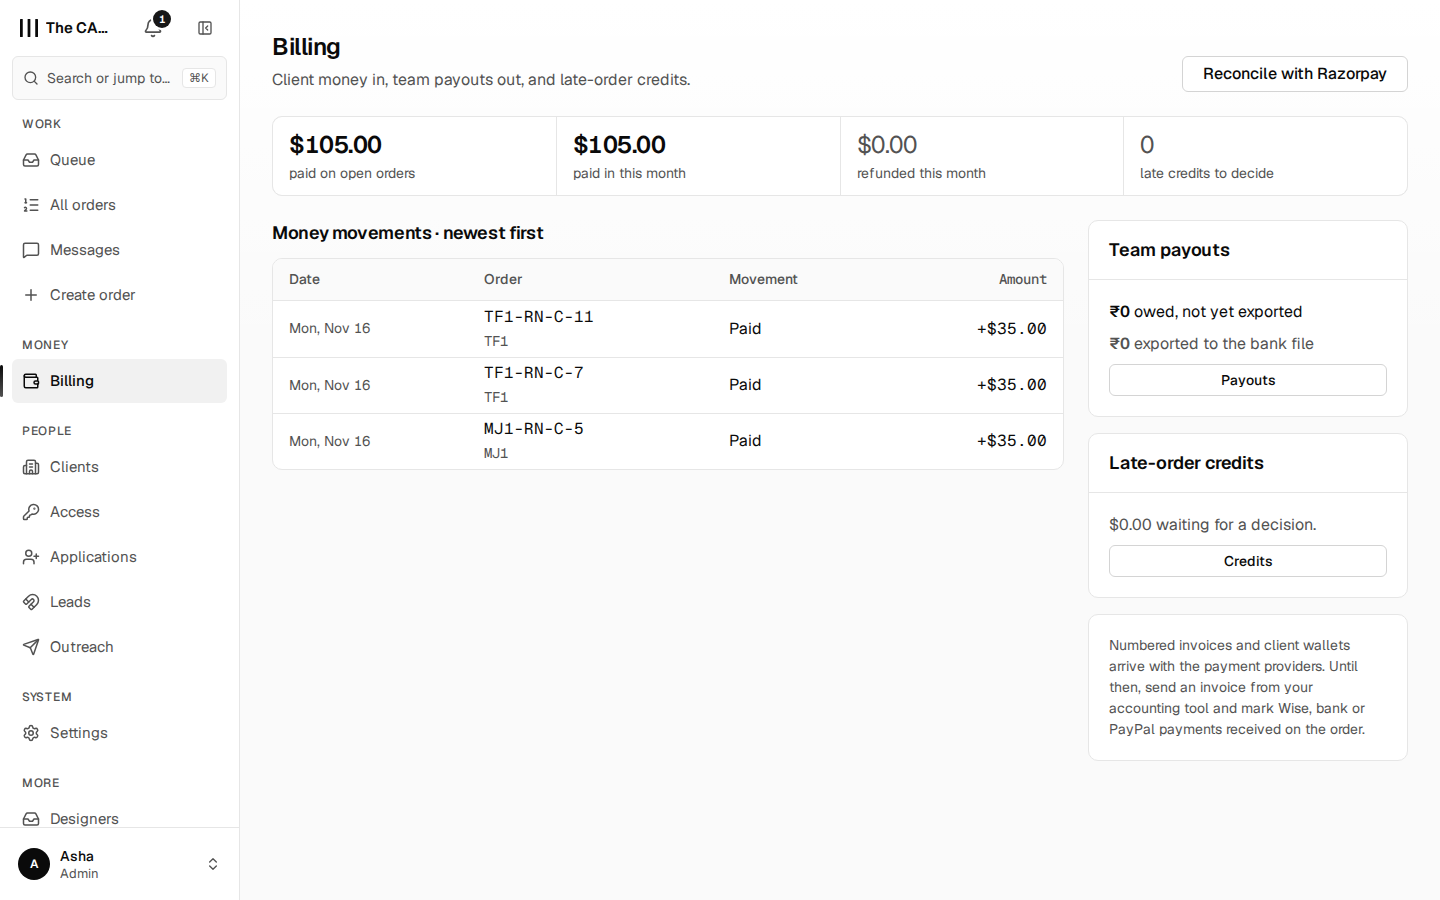 The CA...
1
Search or jump to...
⌘K
WORK
Queue
All orders
Messages
Create order
MONEY
Billing
PEOPLE
Clients
Access
Applications
Leads
Outreach
SYSTEM
Settings
MORE
Designers
A
Asha
Admin
Billing
Client money in, team payouts out, and late-order credits.
Reconcile with Razorpay
$105.00
paid on open orders
$105.00
paid in this month
$0.00
refunded this month
0
late credits to decide
Money movements · newest first
Date Order Movement Amount
Mon, Nov 16 TF1-RN-C-11 Paid +$35.00
TF1
Mon, Nov 16 TF1-RN-C-7 Paid +$35.00
TF1
Mon, Nov 16 MJ1-RN-C-5 Paid +$35.00
MJ1
Team payouts
₹0 owed, not yet exported
₹0 exported to the bank file
Payouts
Late-order credits
$0.00 waiting for a decision.
Credits
Numbered invoices and client wallets
arrive with the payment providers. Until
then, send an invoice from your
accounting tool and mark Wise, bank or
PayPal payments received on the order.